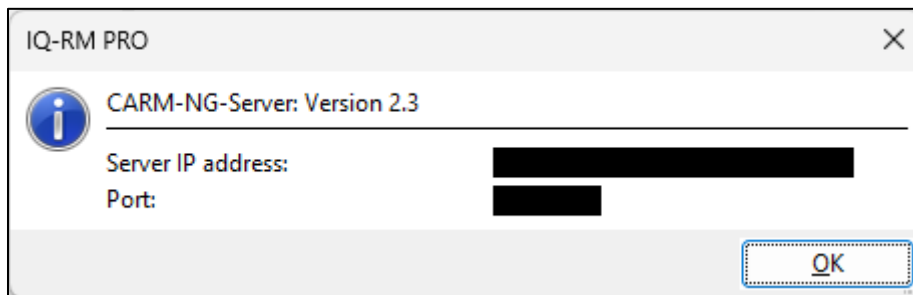 IQ-RM PRO
CARM-NG-Server: Version 2.3
Server IP address:
Port:
OK